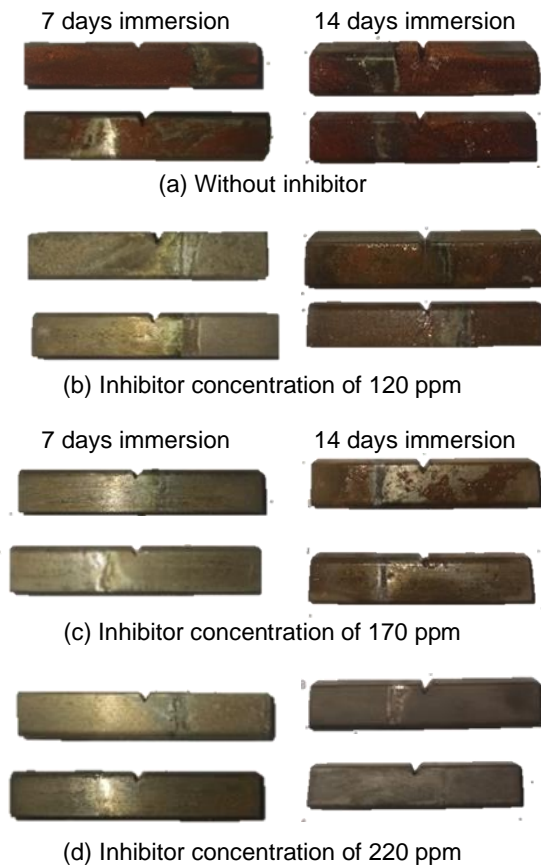 7 days immersion 14 days immersion
(a) Without inhibitor
(b) Inhibitor concentration of 120 ppm
7 days immersion 14 days immersion
(c) Inhibitor concentration of 170 ppm
(d) Inhibitor concentration of 220 ppm